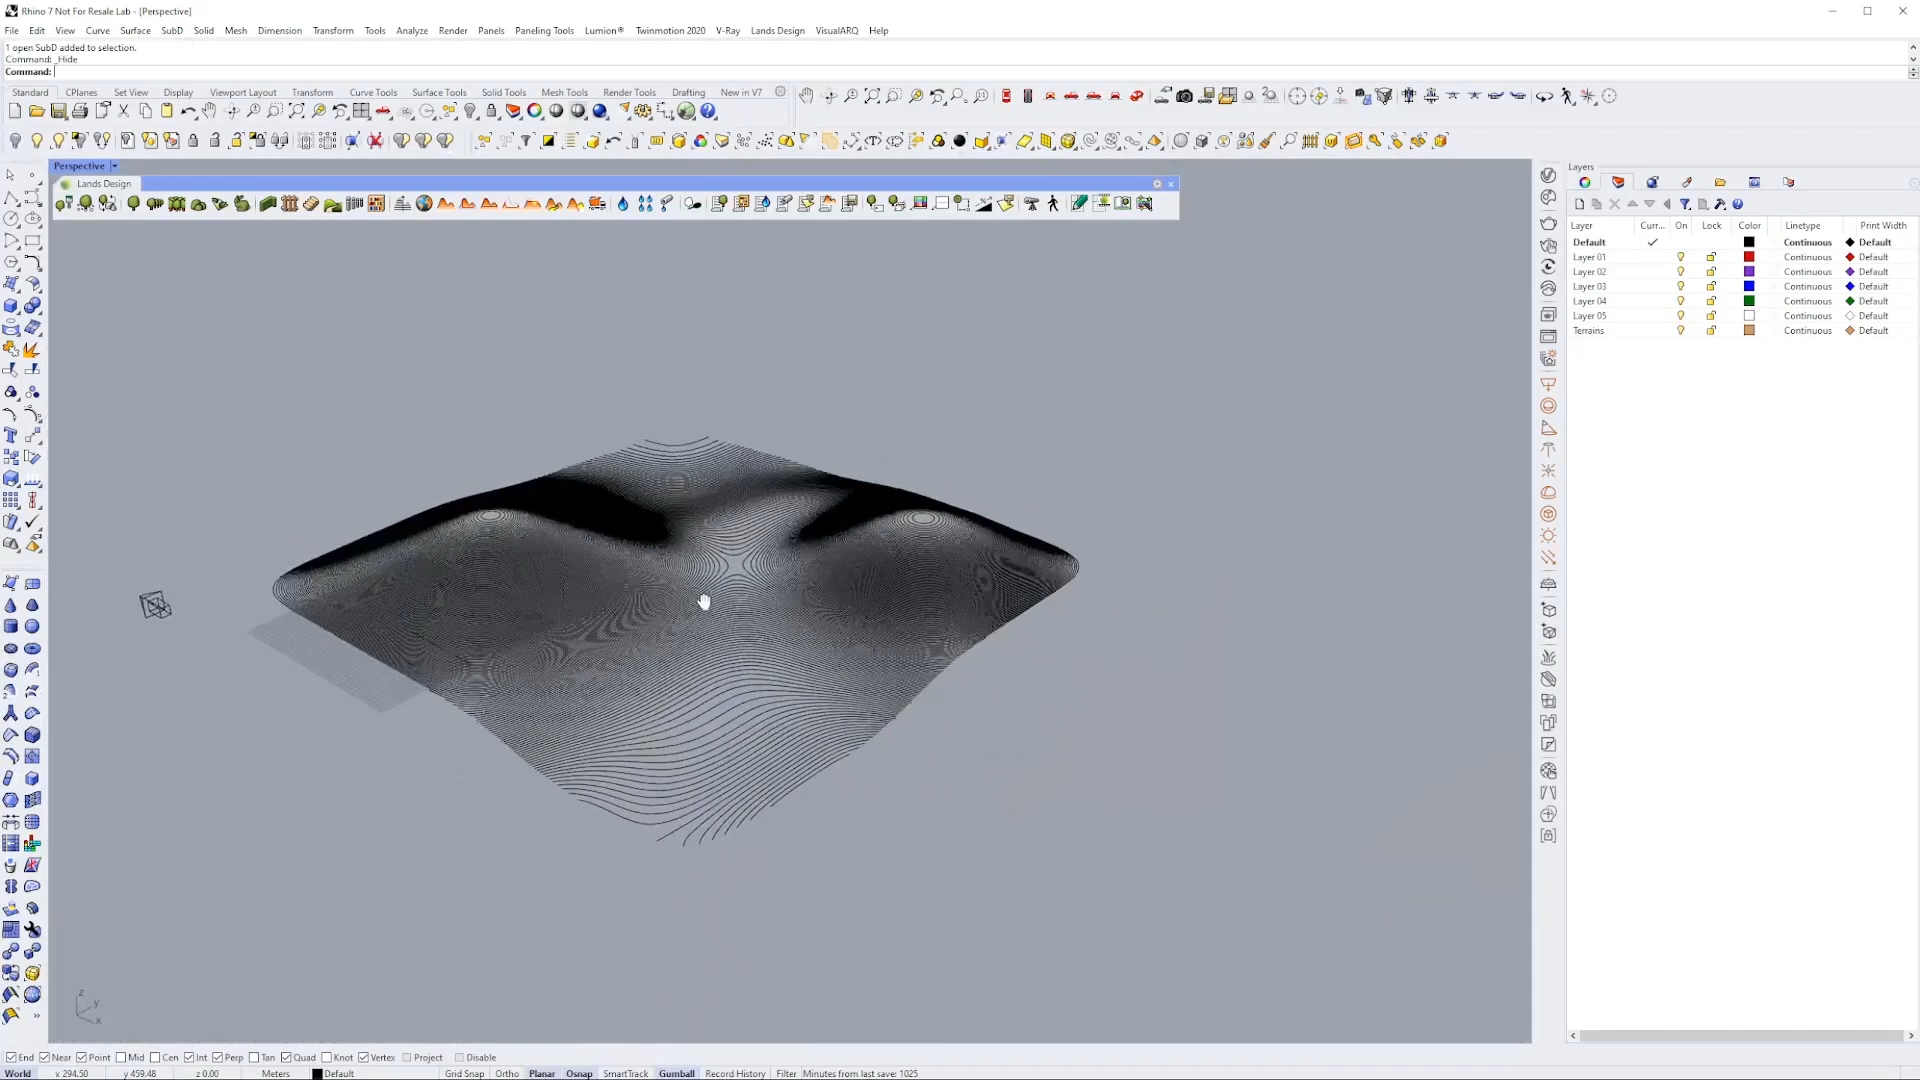 Rhino 7 Not For Resale Lab - [Perspective]
File Edit View Curve Surface SubD Solid Mesh Dimension Transform Tools Analyze Render Panels Paneling Tools Lumion® Twinmotion 2020 V-Ray Lands Design VisualARQ Help
1 open SubD added to selection.
Command: _Hide
Command:
Standard CPlanes Set View Display Viewport Layout Transform Curve Tools Surface Tools Solid Tools Mesh Tools Render Tools Drafting New in V7
Perspective
Lands Design
Layers
Layer Curr... On Lock Color Linetype Print Width
Default Continuous Default
Layer 01 Continuous Default
Layer 02 Continuous Default
Layer 03 Continuous Default
Layer 04 Continuous Default
Layer 05 Continuous Default
Terrains Continuous Default
z
y
x
End Near Point Mid Cen Int Perp Tan Quad Knot Vertex Project Disable
World x 294.50 y 459.48 z 0.00 Meters Default Grid Snap Ortho Planar Osnap SmartTrack Gumball Record History Filter Minutes from last save: 1025